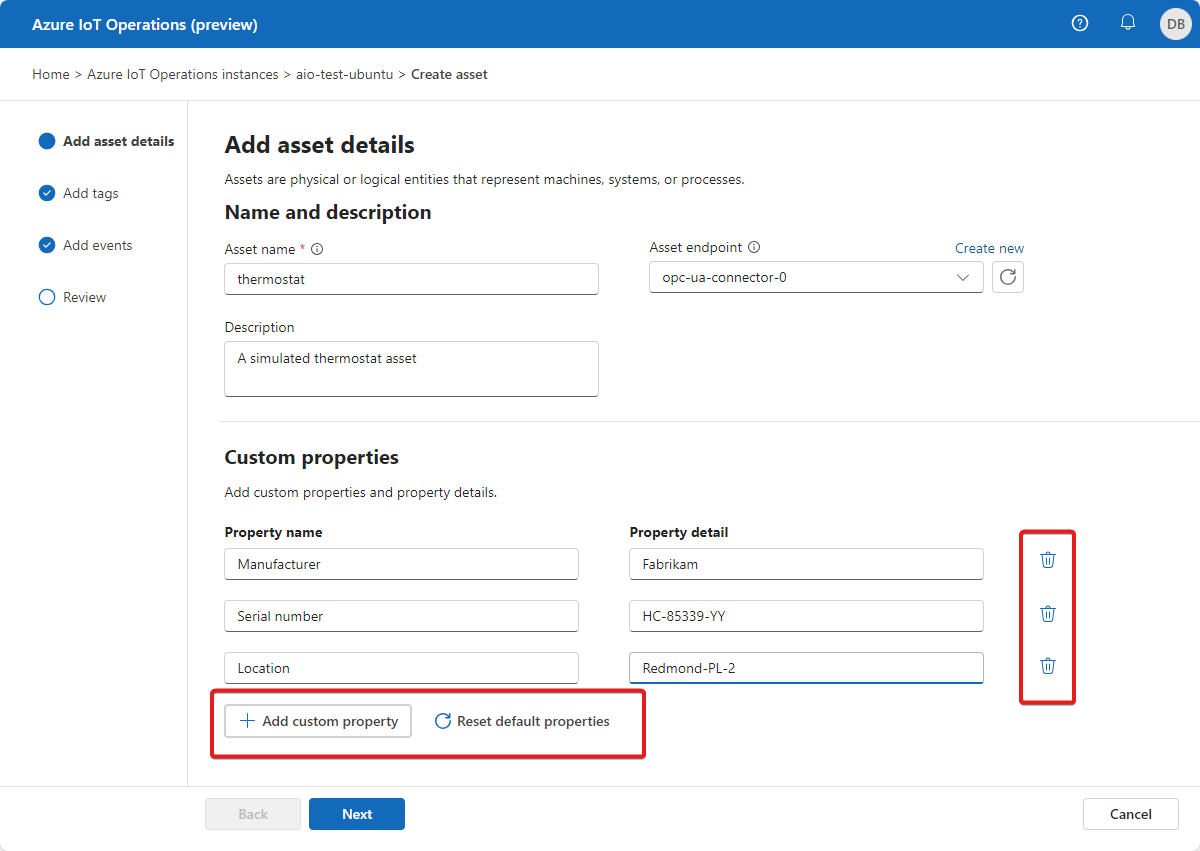 Azure IoT Operations (preview)
DB
Home > Azure IoT Operations instances > aio-test-ubuntu > Create asset
Add asset details
Add tags
Add events
Review
Add asset details
Assets are physical or logical entities that represent machines, systems, or processes.
Name and description
Asset name *
thermostat
Asset endpoint
Create new
opc-ua-connector-0
Description
A simulated thermostat asset
Custom properties
Add custom properties and property details.
Property name Property detail
Manufacturer Fabrikam
Serial number HC-85339-YY
Location Redmond-PL-2
Add custom property Reset default properties
Back Next Cancel